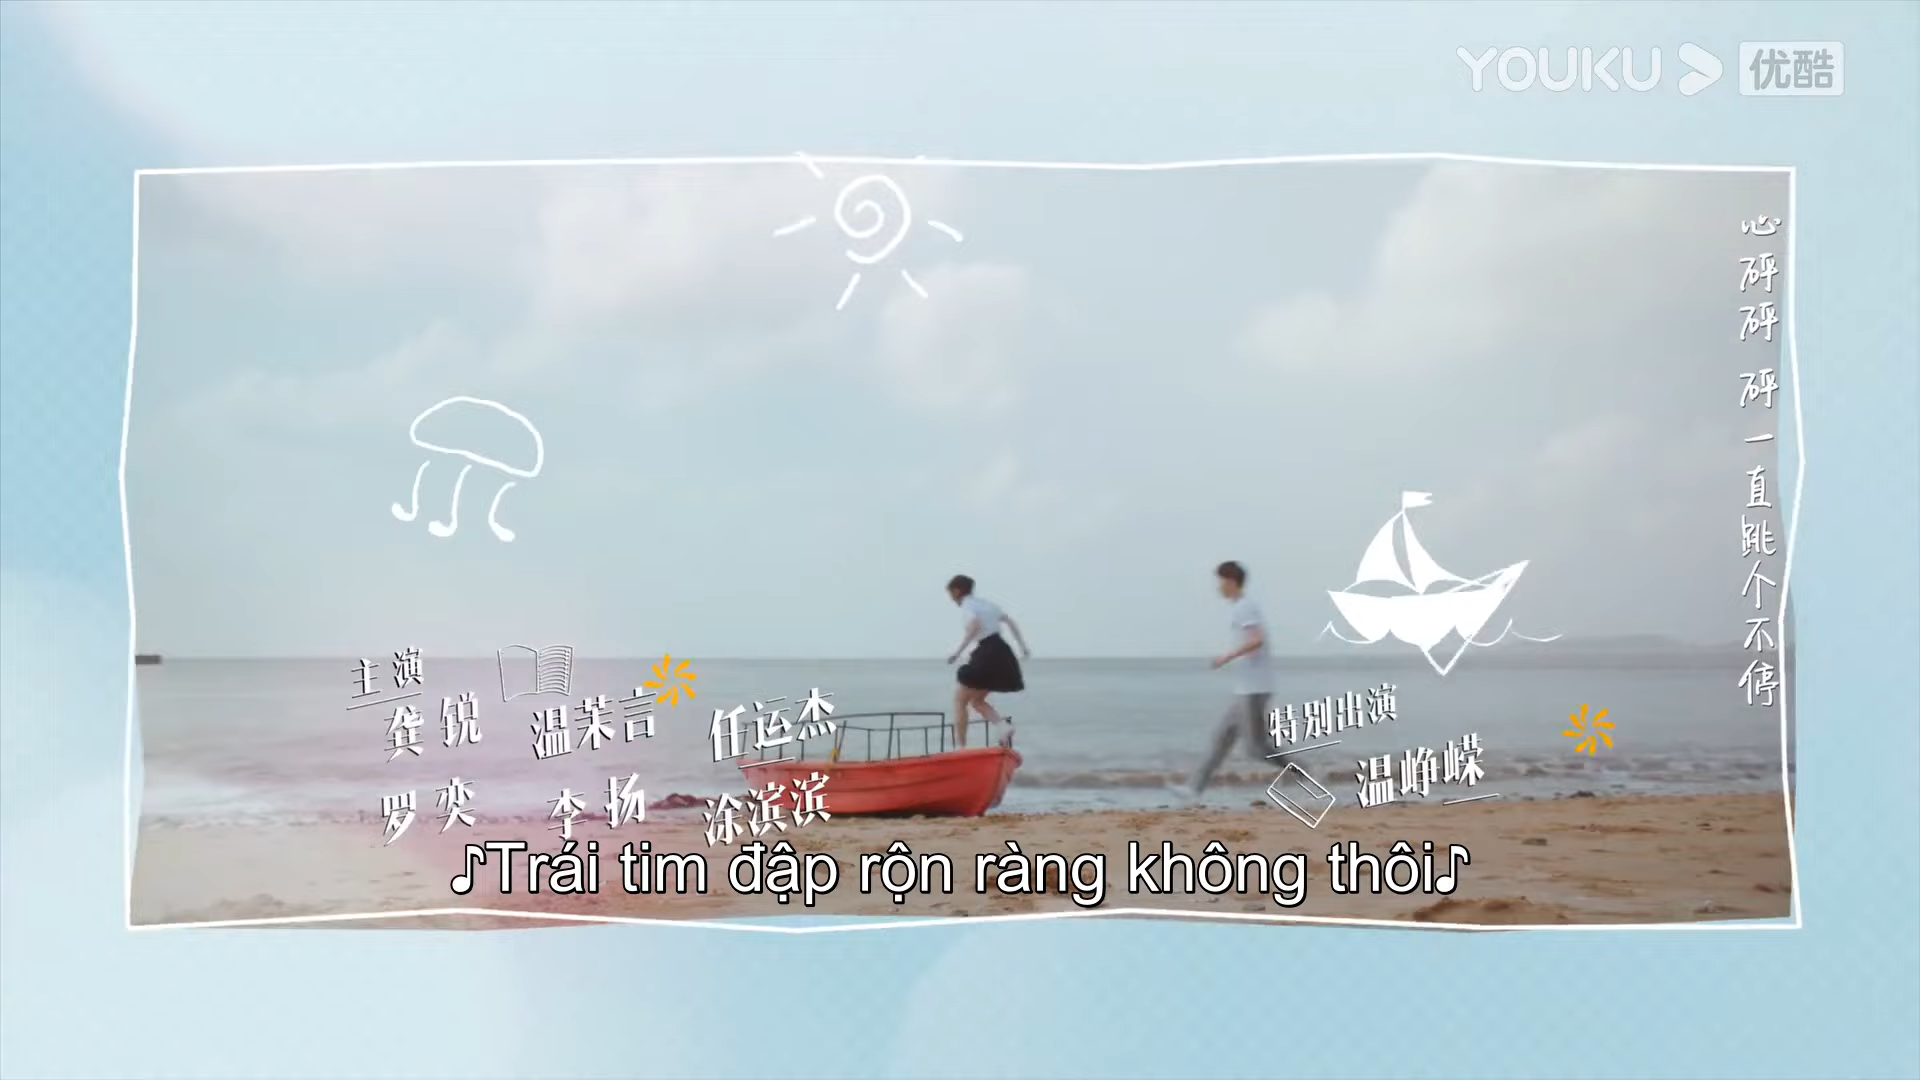 YOUKU 优酷
心砰砰 砰一直跳个不停
主演
龚锐 温茉言 任运杰
罗奕 李扬 涂滨滨
特别出演
温峥嵘
♪Trái tim đập rộn ràng không thôi♪